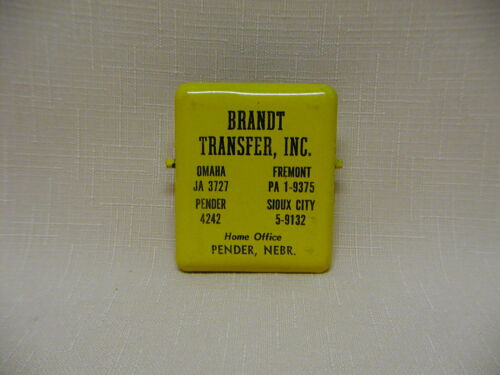 BRANDT
TRANSFER, INC.
OMAHA FREMONT
JA 3727 PA 1-9375
PENDER SIOUX CITY
4242 5-9132
Home Office
PENDER, NEBR.